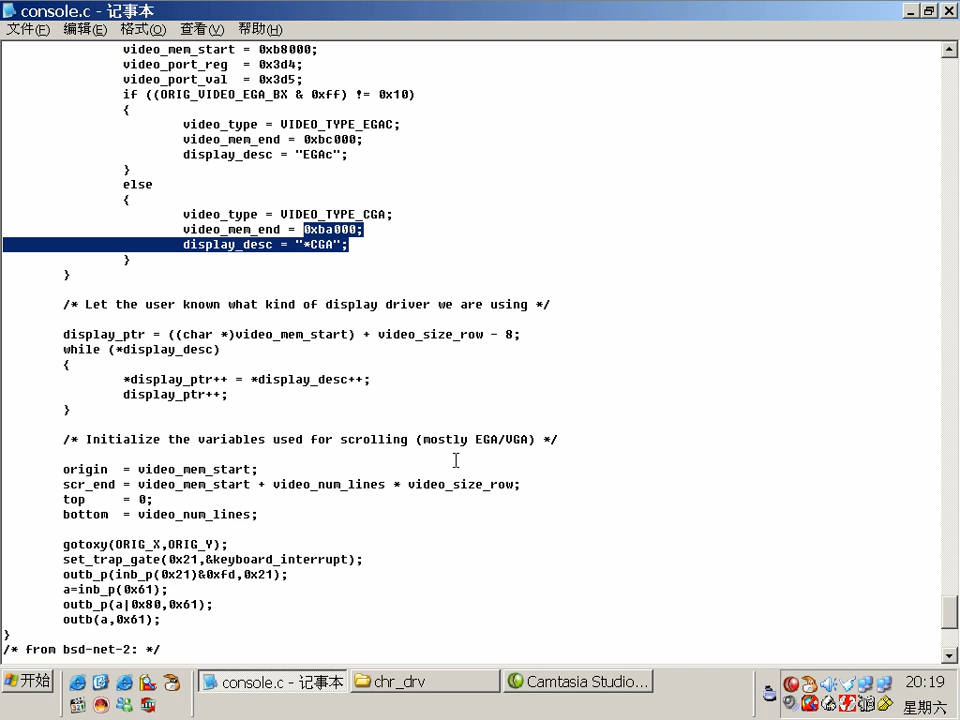 console.c - 记事本
文件(F) 编辑(E) 格式(O) 查看(V) 帮助(H)
video_mem_start = 0xb8000;
video_port_reg  = 0x3d4;
video_port_val  = 0x3d5;
if ((ORIG_VIDEO_EGA_BX & 0xff) != 0x10)
{
video_type = VIDEO_TYPE_EGAC;
video_mem_end = 0xbc000;
display_desc = "EGAc";
}
else
{
video_type = VIDEO_TYPE_CGA;
video_mem_end = 0xba000;
display_desc = "*CGA";
}
}
/* Let the user known what kind of display driver we are using */
display_ptr = ((char *)video_mem_start) + video_size_row - 8;
while (*display_desc)
{
*display_ptr++ = *display_desc++;
display_ptr++;
}
/* Initialize the variables used for scrolling (mostly EGA/VGA) */
origin  = video_mem_start;
scr_end = video_mem_start + video_num_lines * video_size_row;
top     = 0;
bottom  = video_num_lines;
gotoxy(ORIG_X,ORIG_Y);
set_trap_gate(0x21,&keyboard_interrupt);
outb_p(inb_p(0x21)&0xfd,0x21);
a=inb_p(0x61);
outb_p(a|0x80,0x61);
outb(a,0x61);
}
/* from bsd-net-2: */
开始 console.c - 记事本 chr_drv Camtasia Studio... 20:19
星期六